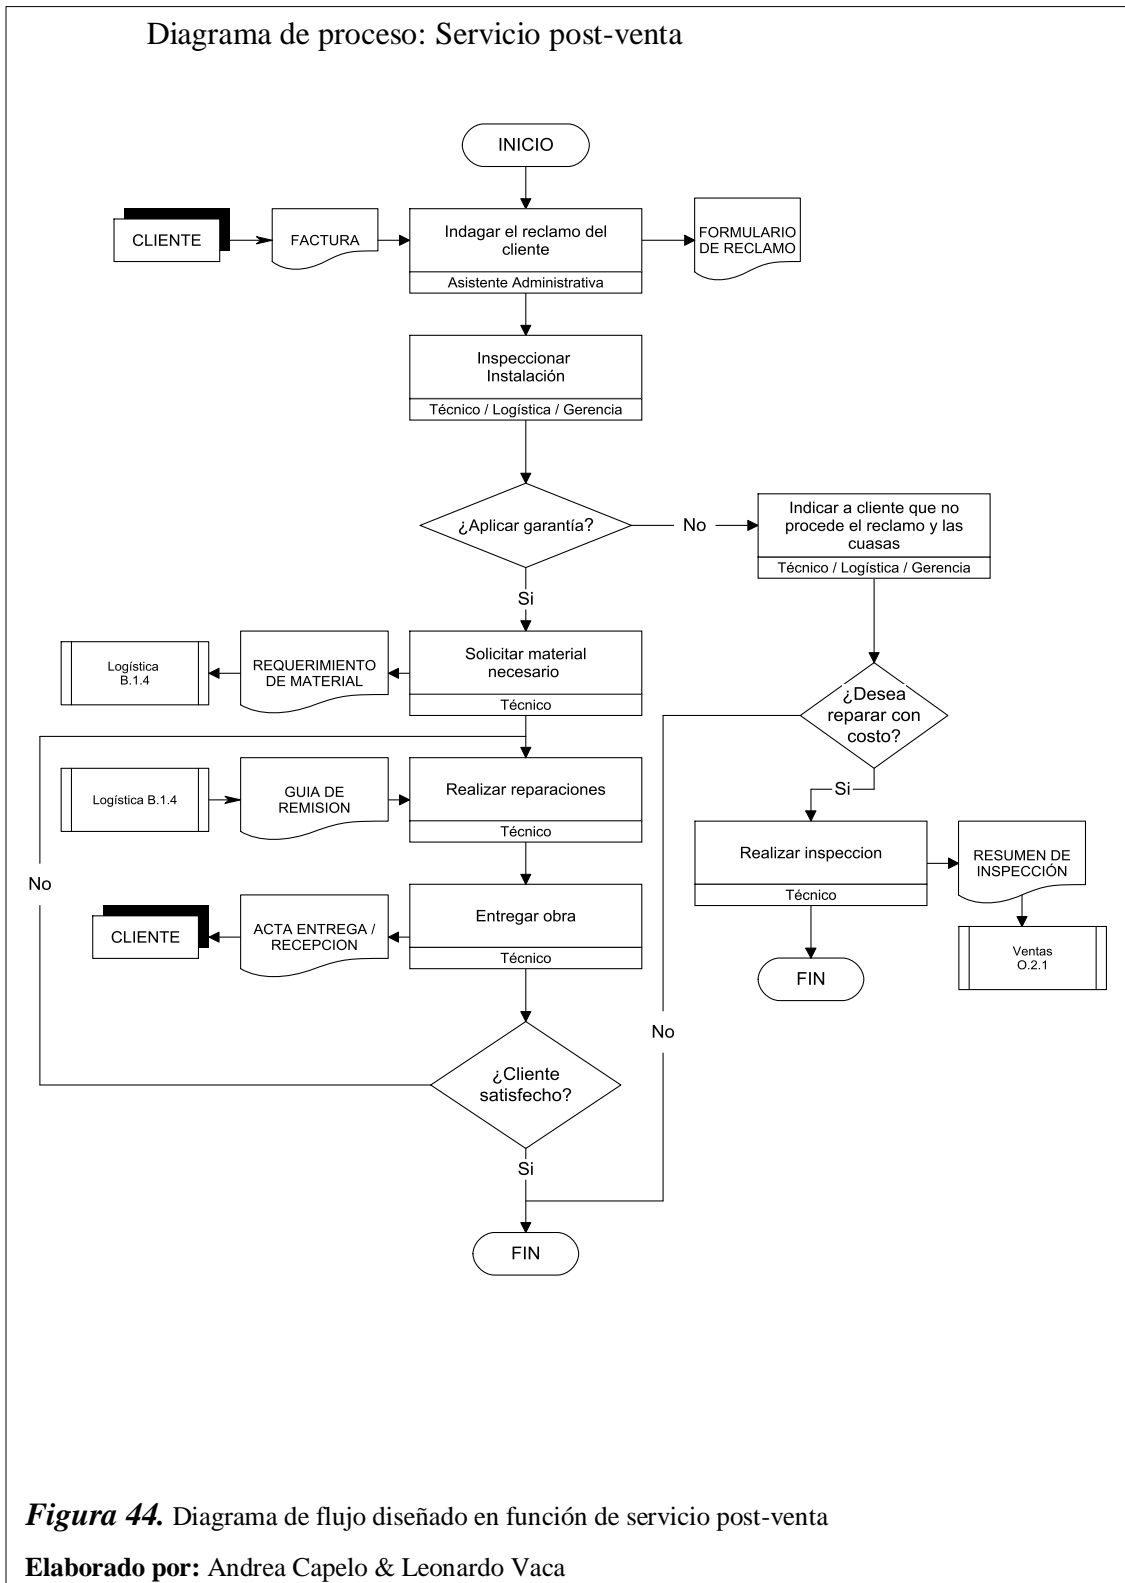 Diagrama de proceso: Servicio post-venta
INICIO
CLIENTE
FACTURA
Indagar el reclamo del
cliente
Asistente Administrativa
FORMULARIO
DE RECLAMO
Inspeccionar
Instalación
Técnico / Logística / Gerencia
¿Aplicar garantía?
No
Indicar a cliente que no
procede el reclamo y las
cuasas
Técnico / Logística / Gerencia
Si
Logística
B.1.4
REQUERIMIENTO
DE MATERIAL
Solicitar material
necesario
Técnico
¿Desea
reparar con
costo?
Si
Logística B.1.4
GUIA DE
REMISION
Realizar reparaciones
Técnico
Realizar inspeccion
Técnico
RESUMEN DE
INSPECCIÓN
No
CLIENTE
ACTA ENTREGA /
RECEPCION
Entregar obra
Técnico
FIN
Ventas
O.2.1
No
¿Cliente
satisfecho?
Si
FIN
Figura 44. Diagrama de flujo diseñado en función de servicio post-venta
Elaborado por: Andrea Capelo & Leonardo Vaca